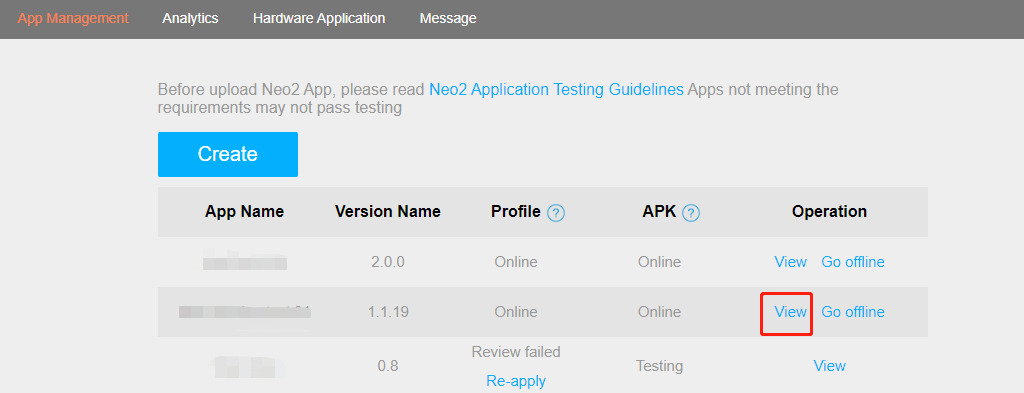 App Management Analytics Hardware Application Message
Before upload Neo2 App, please read Neo2 Application Testing Guidelines Apps not meeting the
requirements may not pass testing
Create
App Name Version Name Profile ? APK ? Operation
2.0.0 Online Online View Go offline
1.1.19 Online Online View Go offline
Review failed
0.8 Testing View
Re-apply